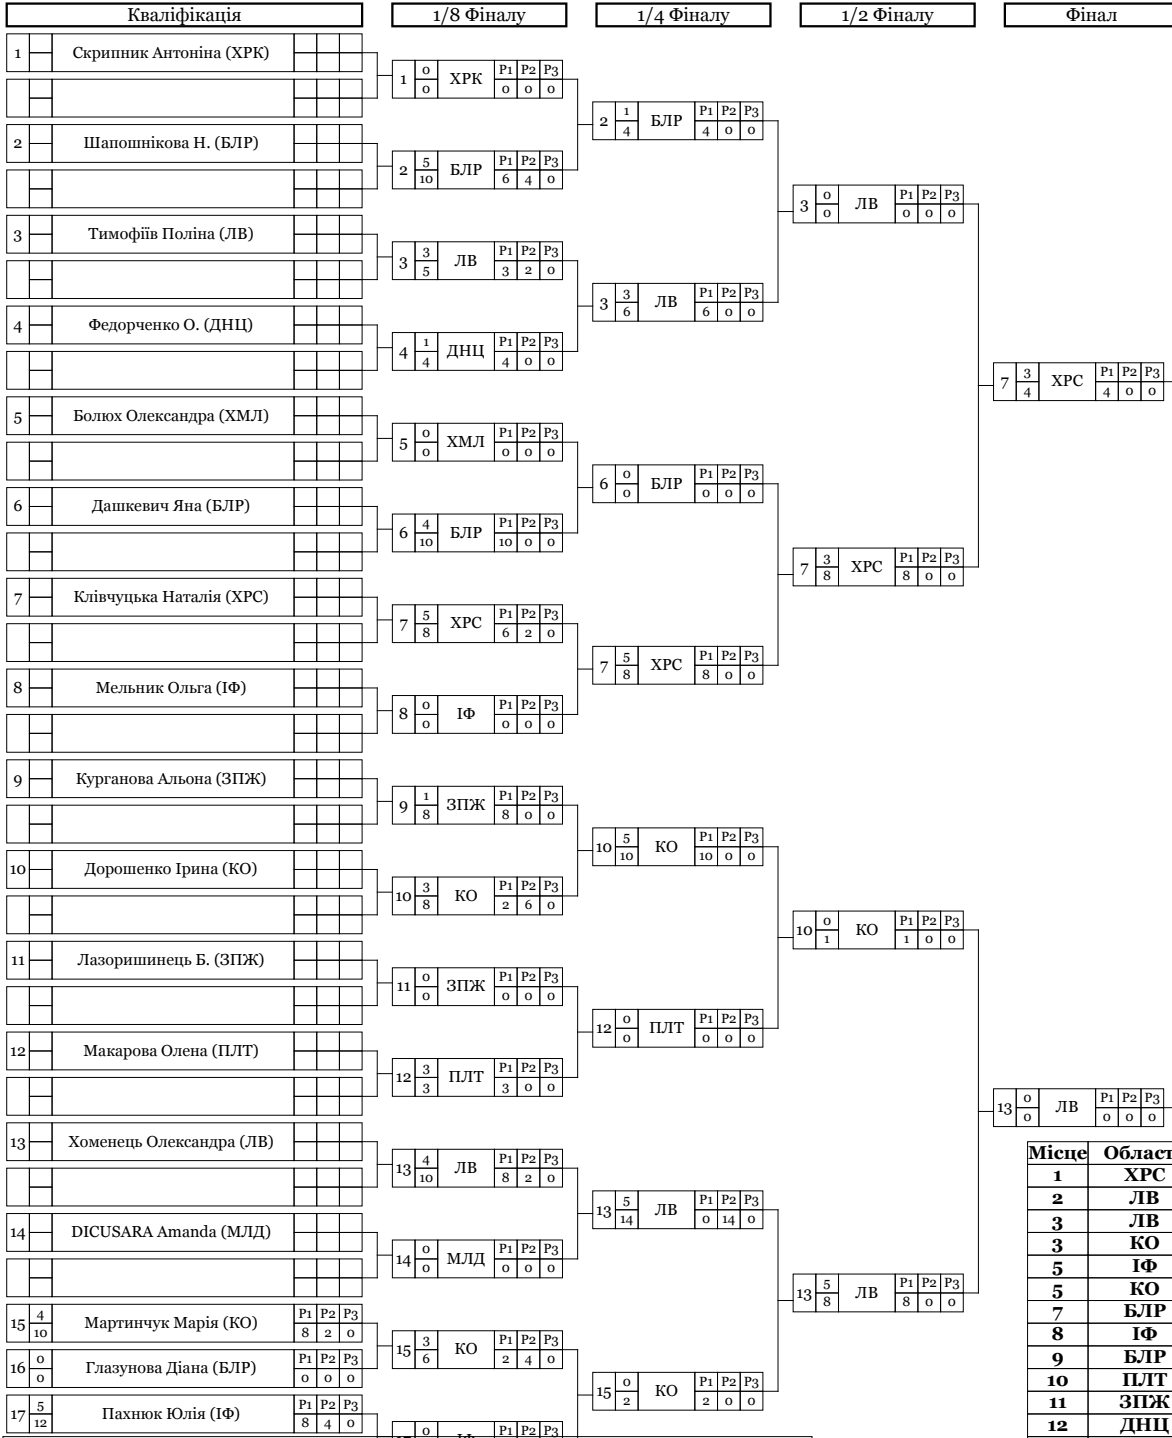 Кваліфікація
1/8 Фіналу
1/4 Фіналу
1/2 Фіналу
Фінал
1 Скрипник Антоніна (ХРК)
2 Шапошнікова Н. (БЛР)
3 Тимофіїв Поліна (ЛВ)
4 Федорченко О. (ДНЦ)
5 Болюх Олександра (ХМЛ)
6 Дашкевич Яна (БЛР)
7 Клівчуцька Наталія (ХРС)
8 Мельник Ольга (ІФ)
9 Курганова Альона (ЗПЖ)
10 Дорошенко Ірина (КО)
11 Лазоришинець Б. (ЗПЖ)
12 Макарова Олена (ПЛТ)
13 Хоменець Олександра (ЛВ)
14 DICUSARA Amanda (МЛД)
15 4 Мартинчук Марія (КО) P1 P2 P3
10 8 2 0
16 0 Глазунова Діана (БЛР) P1 P2 P3
0 0 0 0
17 5 Пахнюк Юлія (ІФ) P1 P2 P3
12 8 4 0
1 0 ХРК P1 P2 P3
0 0 0 0
2 5 БЛР P1 P2 P3
10 6 4 0
3 3 ЛВ P1 P2 P3
5 3 2 0
4 1 ДНЦ P1 P2 P3
4 4 0 0
5 0 ХМЛ P1 P2 P3
0 0 0 0
6 4 БЛР P1 P2 P3
10 10 0 0
7 5 ХРС P1 P2 P3
8 6 2 0
8 0 ІФ P1 P2 P3
0 0 0 0
9 1 ЗПЖ P1 P2 P3
8 8 0 0
10 3 КО P1 P2 P3
8 2 6 0
11 0 ЗПЖ P1 P2 P3
0 0 0 0
12 3 ПЛТ P1 P2 P3
3 3 0 0
13 4 ЛВ P1 P2 P3
10 8 2 0
14 0 МЛД P1 P2 P3
0 0 0 0
15 3 КО P1 P2 P3
6 2 4 0
0 P1 P2 P3
2 1 БЛР P1 P2 P3
4 4 0 0
3 3 ЛВ P1 P2 P3
6 6 0 0
6 0 БЛР P1 P2 P3
0 0 0 0
7 5 ХРС P1 P2 P3
8 8 0 0
10 5 КО P1 P2 P3
10 10 0 0
12 0 ПЛТ P1 P2 P3
0 0 0 0
13 5 ЛВ P1 P2 P3
14 0 14 0
15 0 КО P1 P2 P3
2 2 0 0
3 0 ЛВ P1 P2 P3
0 0 0 0
7 3 ХРС P1 P2 P3
8 8 0 0
10 0 КО P1 P2 P3
1 1 0 0
13 5 ЛВ P1 P2 P3
8 8 0 0
7 3 ХРС P1 P2 P3
4 4 0 0
13 0 ЛВ P1 P2 P3
0 0 0 0
Місце Област
1 ХРС
2 ЛВ
3 ЛВ
3 КО
5 ІФ
5 КО
7 БЛР
8 ІФ
9 БЛР
10 ПЛТ
11 ЗПЖ
12 ДНЦ